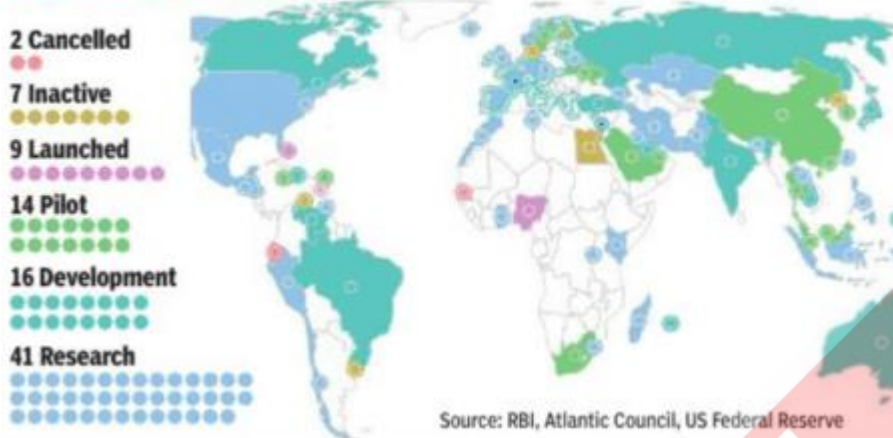 2 Cancelled
7 Inactive
9 Launched
14 Pilot
16 Development
41 Research
Source: RBI, Atlantic Council, US Federal Reserve